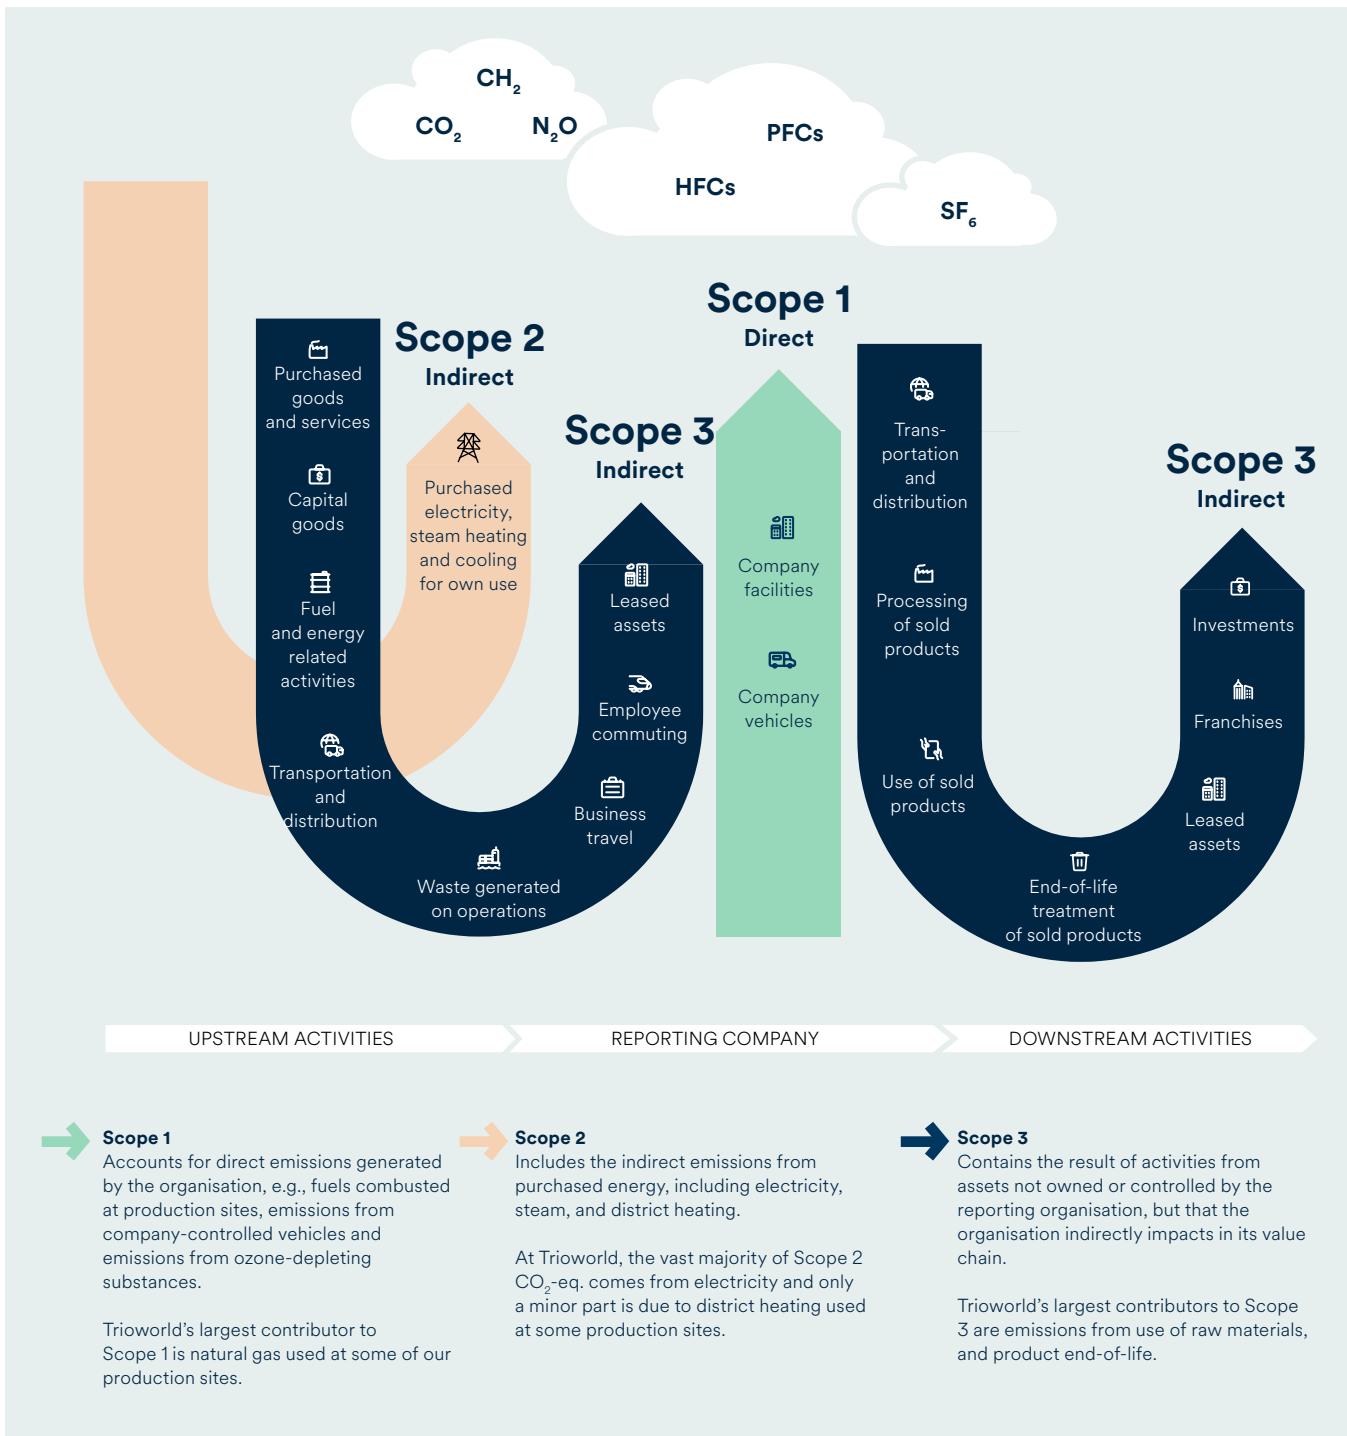 CH₂
CO₂
N₂O
PFCs
HFCs
SF₆
Scope 2
Indirect
Purchased
electricity,
steam heating
and cooling
for own use
Purchased
goods
and services
Capital
goods
Fuel
and energy
related
activities
Transportation
and
distribution
Waste generated
on operations
Business
travel
Employee
commuting
Leased
assets
Scope 3
Indirect
Scope 1
Direct
Company
facilities
Company
vehicles
Trans-
portation
and
distribution
Processing
of sold
products
Use of sold
products
End-of-life
treatment
of sold products
Leased
assets
Franchises
Investments
Scope 3
Indirect
UPSTREAM ACTIVITIES
REPORTING COMPANY
DOWNSTREAM ACTIVITIES
Scope 1
Accounts for direct emissions generated
by the organisation, e.g., fuels combusted
at production sites, emissions from
company-controlled vehicles and
emissions from ozone-depleting
substances.
Trioworld’s largest contributor to
Scope 1 is natural gas used at some of our
production sites.
Scope 2
Includes the indirect emissions from
purchased energy, including electricity,
steam, and district heating.
At Trioworld, the vast majority of Scope 2
CO₂-eq. comes from electricity and only
a minor part is due to district heating used
at some production sites.
Scope 3
Contains the result of activities from
assets not owned or controlled by the
reporting organisation, but that the
organisation indirectly impacts in its value
chain.
Trioworld’s largest contributors to Scope
3 are emissions from use of raw materials,
and product end-of-life.